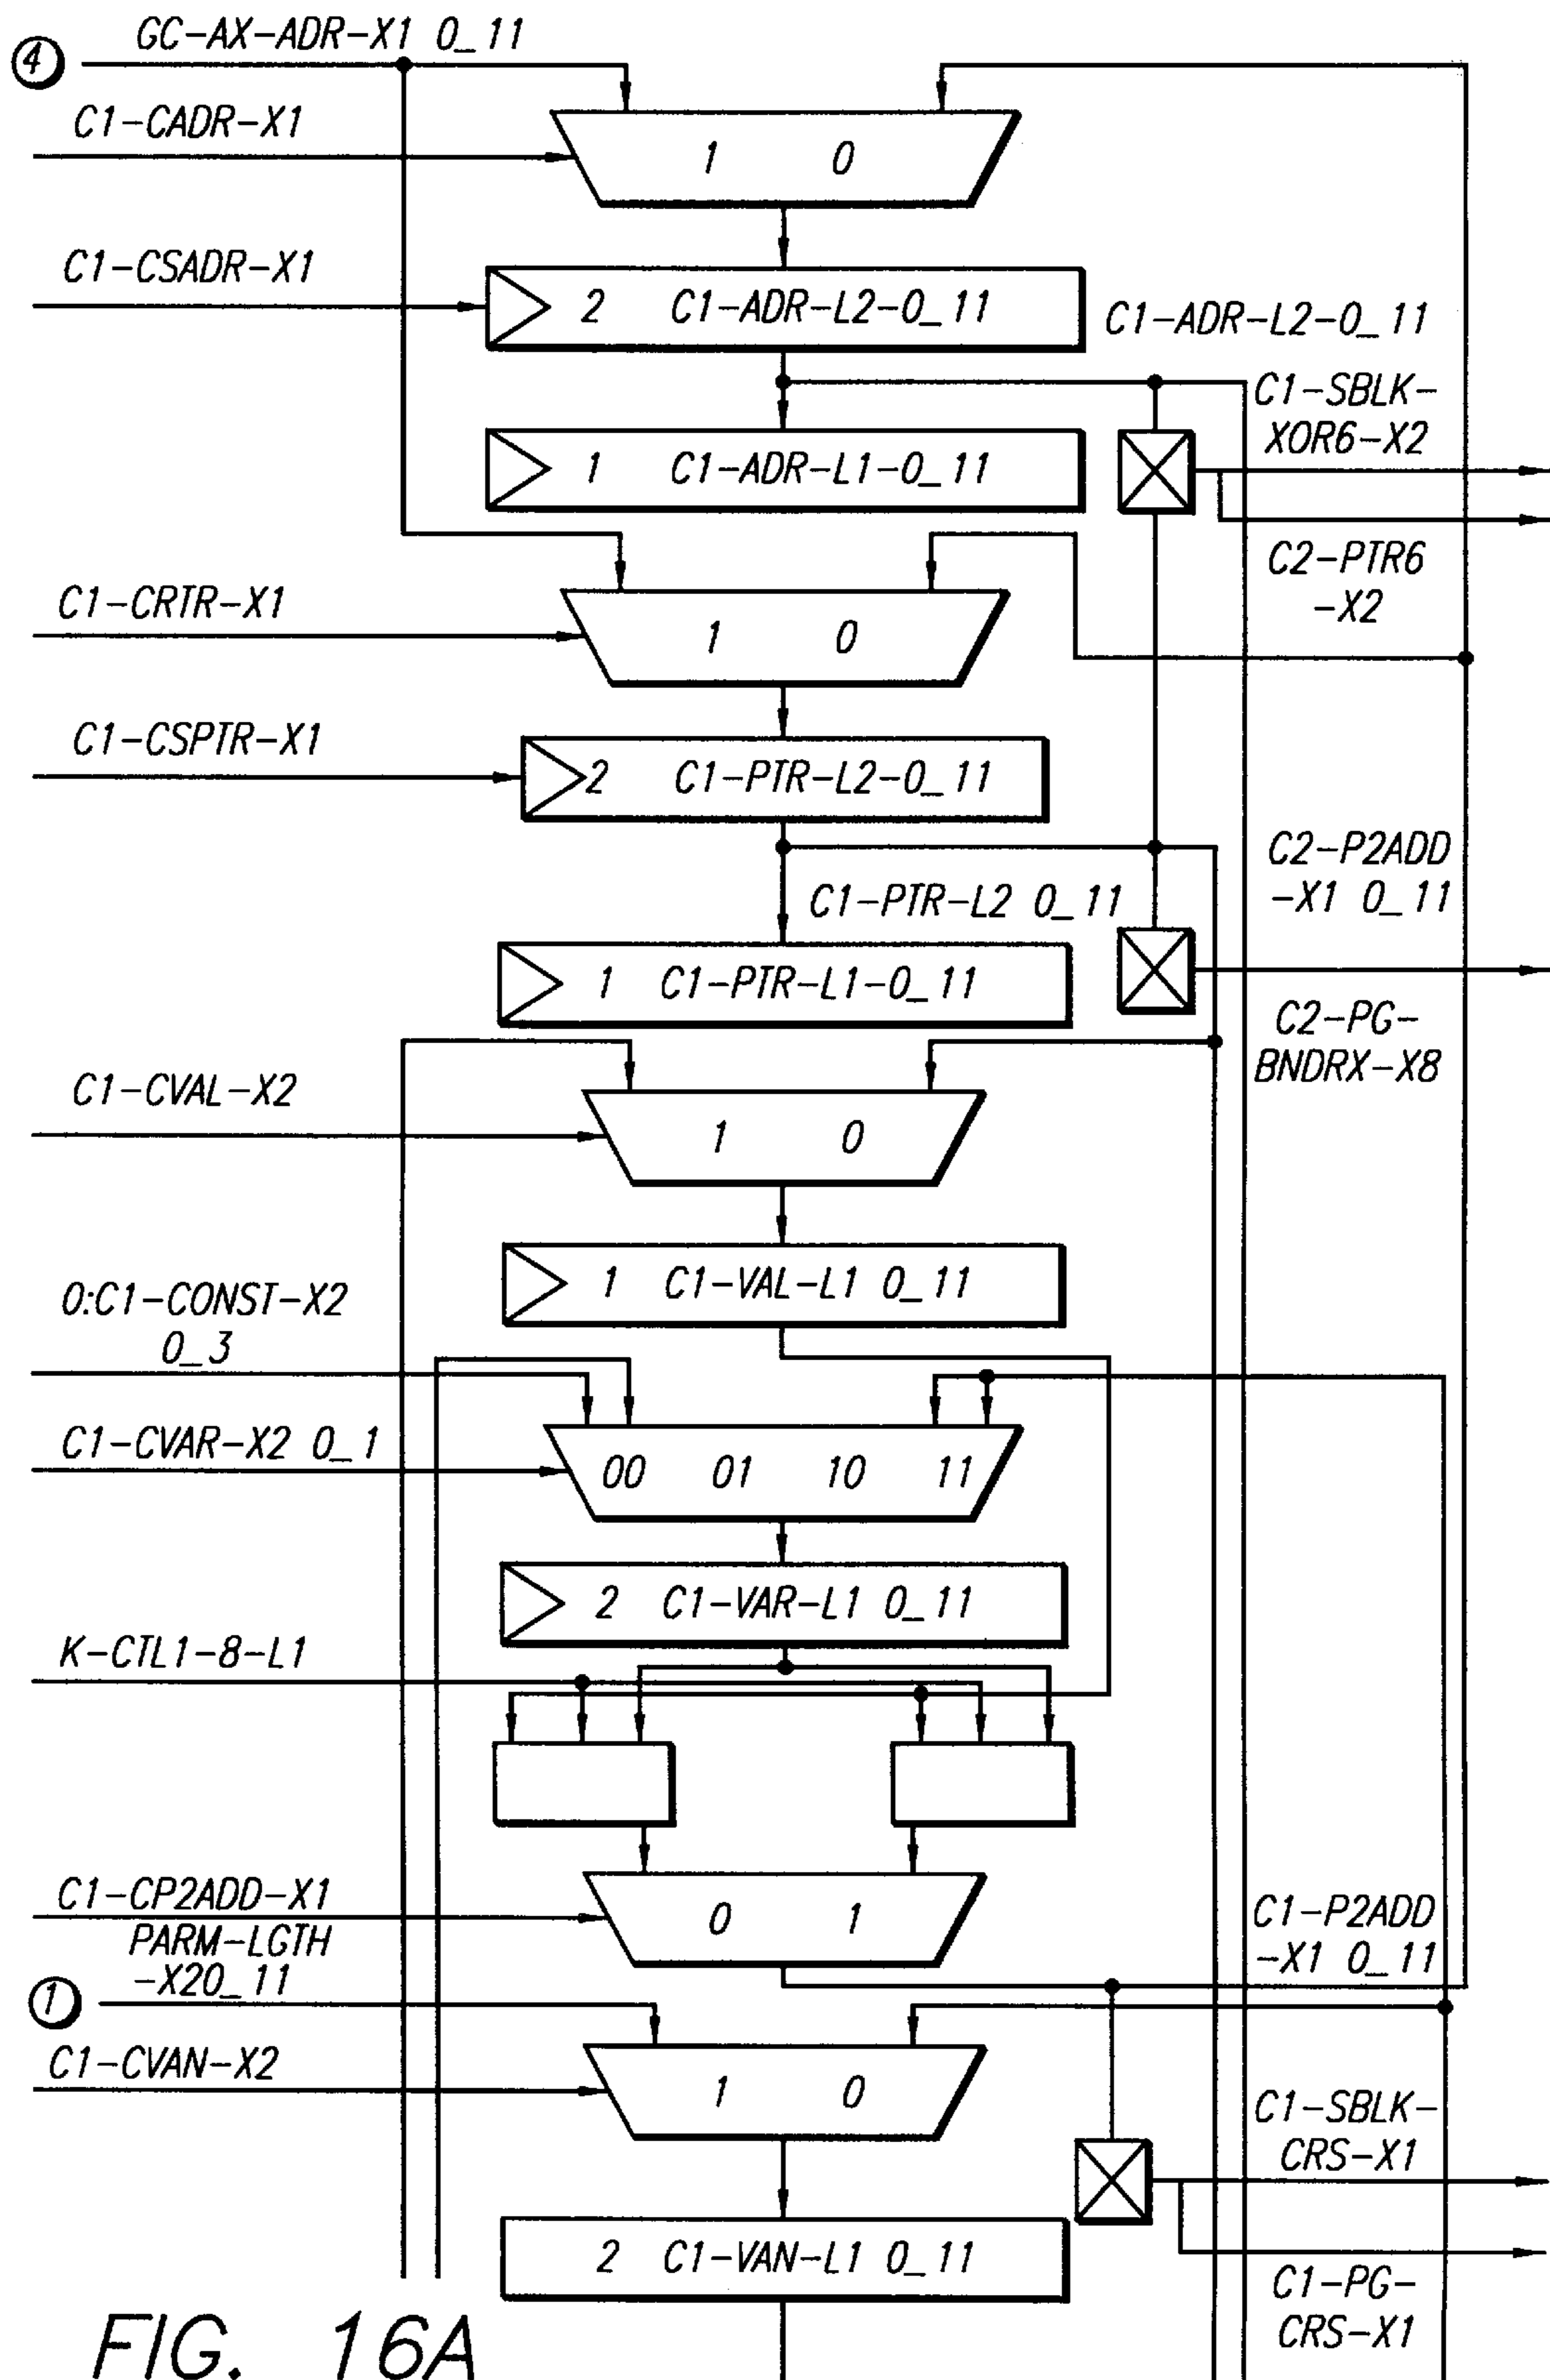 GC-AX-ADR-X1 0_11
4
C1-CADR-X1
1 0
C1-CSADR-X1
2 C1-ADR-L2-0_11
C1-ADR-L2-0_11
C1-SBLK-
XOR6-X2
1 C1-ADR-L1-0_11
C2-PTR6
-X2
C1-CRTR-X1
1 0
C1-CSPTR-X1
2 C1-PTR-L2-0_11
C2-P2ADD
-X1 0_11
C1-PTR-L2 0_11
1 C1-PTR-L1-0_11
C2-PG-
BNDRX-X8
C1-CVAL-X2
1 0
1 C1-VAL-L1 0_11
0:C1-CONST-X2
0_3
C1-CVAR-X2 0_1
00 01 10 11
2 C1-VAR-L1 0_11
K-CTL1-8-L1
C1-CP2ADD-X1
0 1
C1-P2ADD
-X1 0_11
PARM-LGTH
-X20_11
1
C1-CVAN-X2
1 0
C1-SBLK-
CRS-X1
2 C1-VAN-L1 0_11
C1-PG-
CRS-X1
FIG. 16A